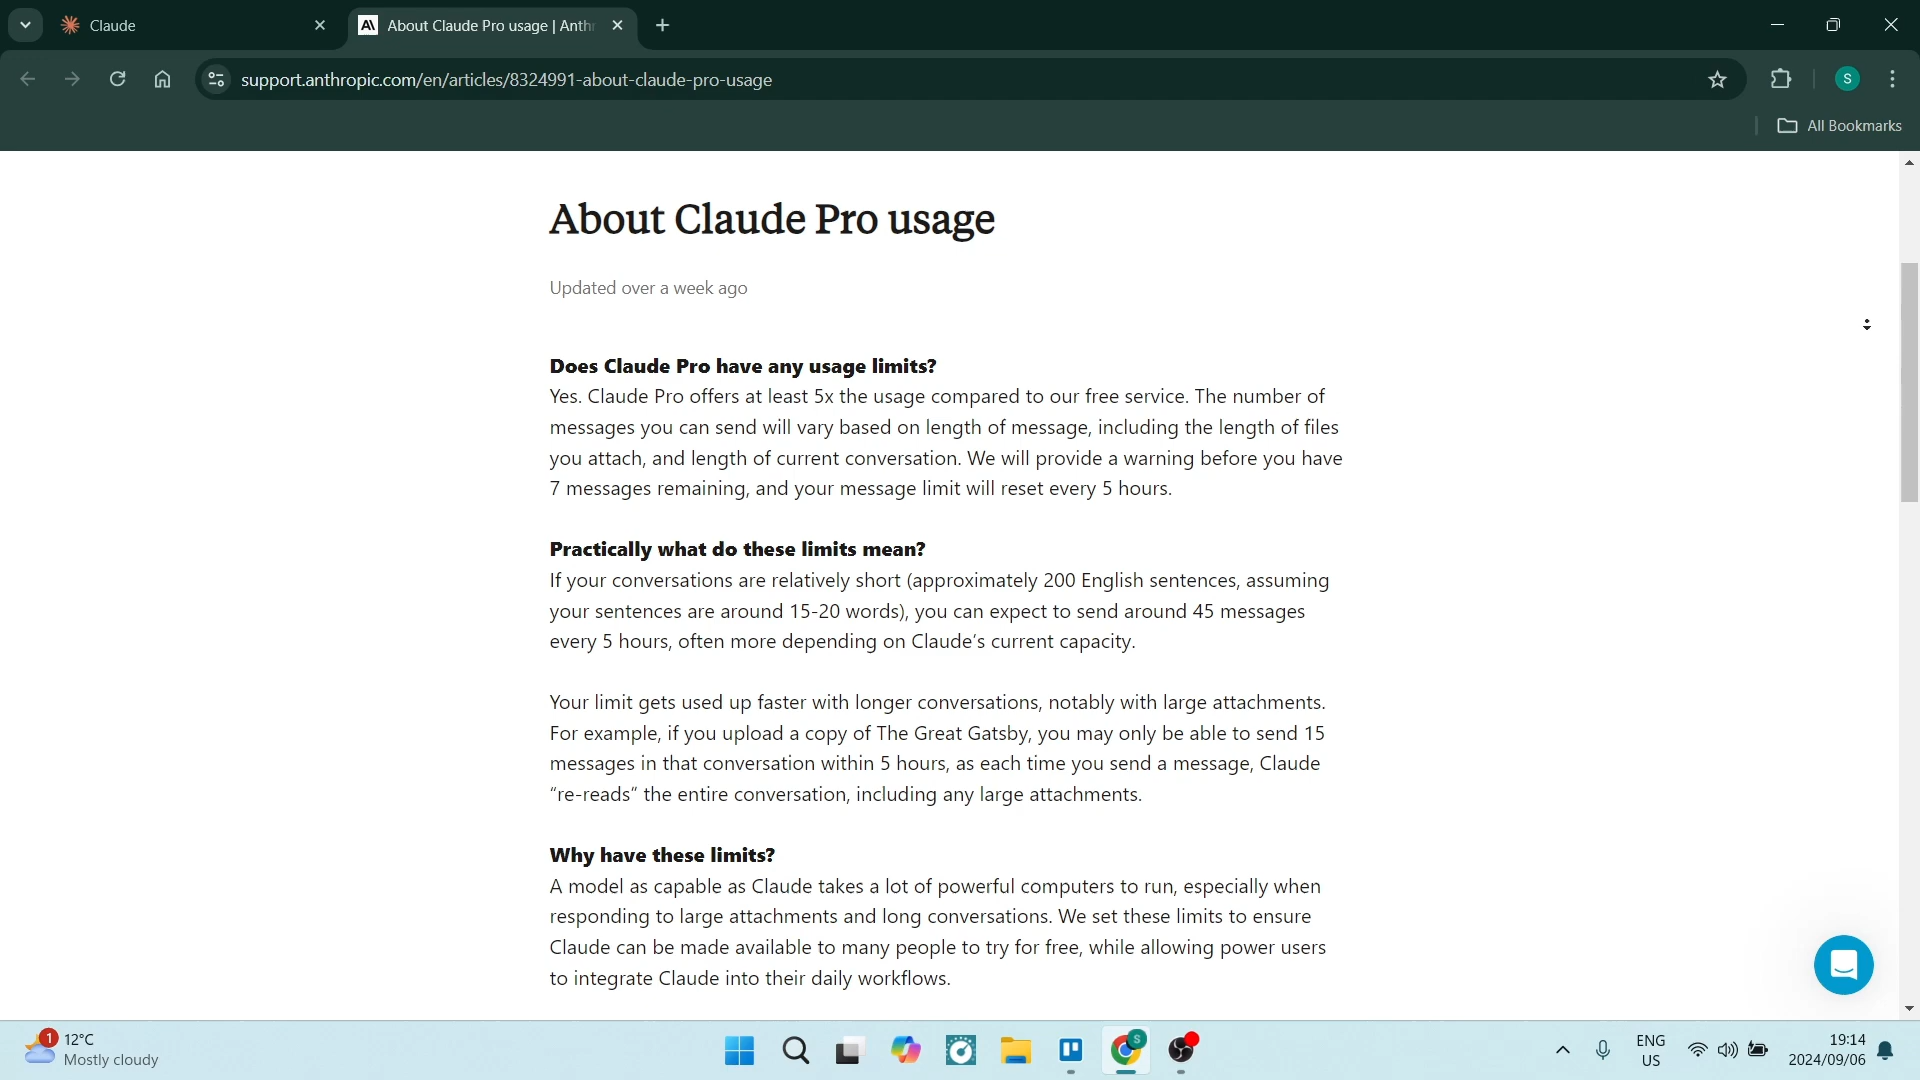 Claude
About Claude Pro usage | Anth
support.anthropic.com/en/articles/8324991-about-claude-pro-usage
S
All Bookmarks
About Claude Pro usage
Updated over a week ago
Does Claude Pro have any usage limits?
Yes. Claude Pro offers at least 5x the usage compared to our free service. The number of
messages you can send will vary based on length of message, including the length of files
you attach, and length of current conversation. We will provide a warning before you have
7 messages remaining, and your message limit will reset every 5 hours.
Practically what do these limits mean?
If your conversations are relatively short (approximately 200 English sentences, assuming
your sentences are around 15-20 words), you can expect to send around 45 messages
every 5 hours, often more depending on Claude's current capacity.
Your limit gets used up faster with longer conversations, notably with large attachments.
For example, if you upload a copy of The Great Gatsby, you may only be able to send 15
messages in that conversation within 5 hours, as each time you send a message, Claude
“re-reads” the entire conversation, including any large attachments.
Why have these limits?
A model as capable as Claude takes a lot of powerful computers to run, especially when
responding to large attachments and long conversations. We set these limits to ensure
Claude can be made available to many people to try for free, while allowing power users
to integrate Claude into their daily workflows.
1
12°C
Mostly cloudy
S
ENG
US
19:14
2024/09/06